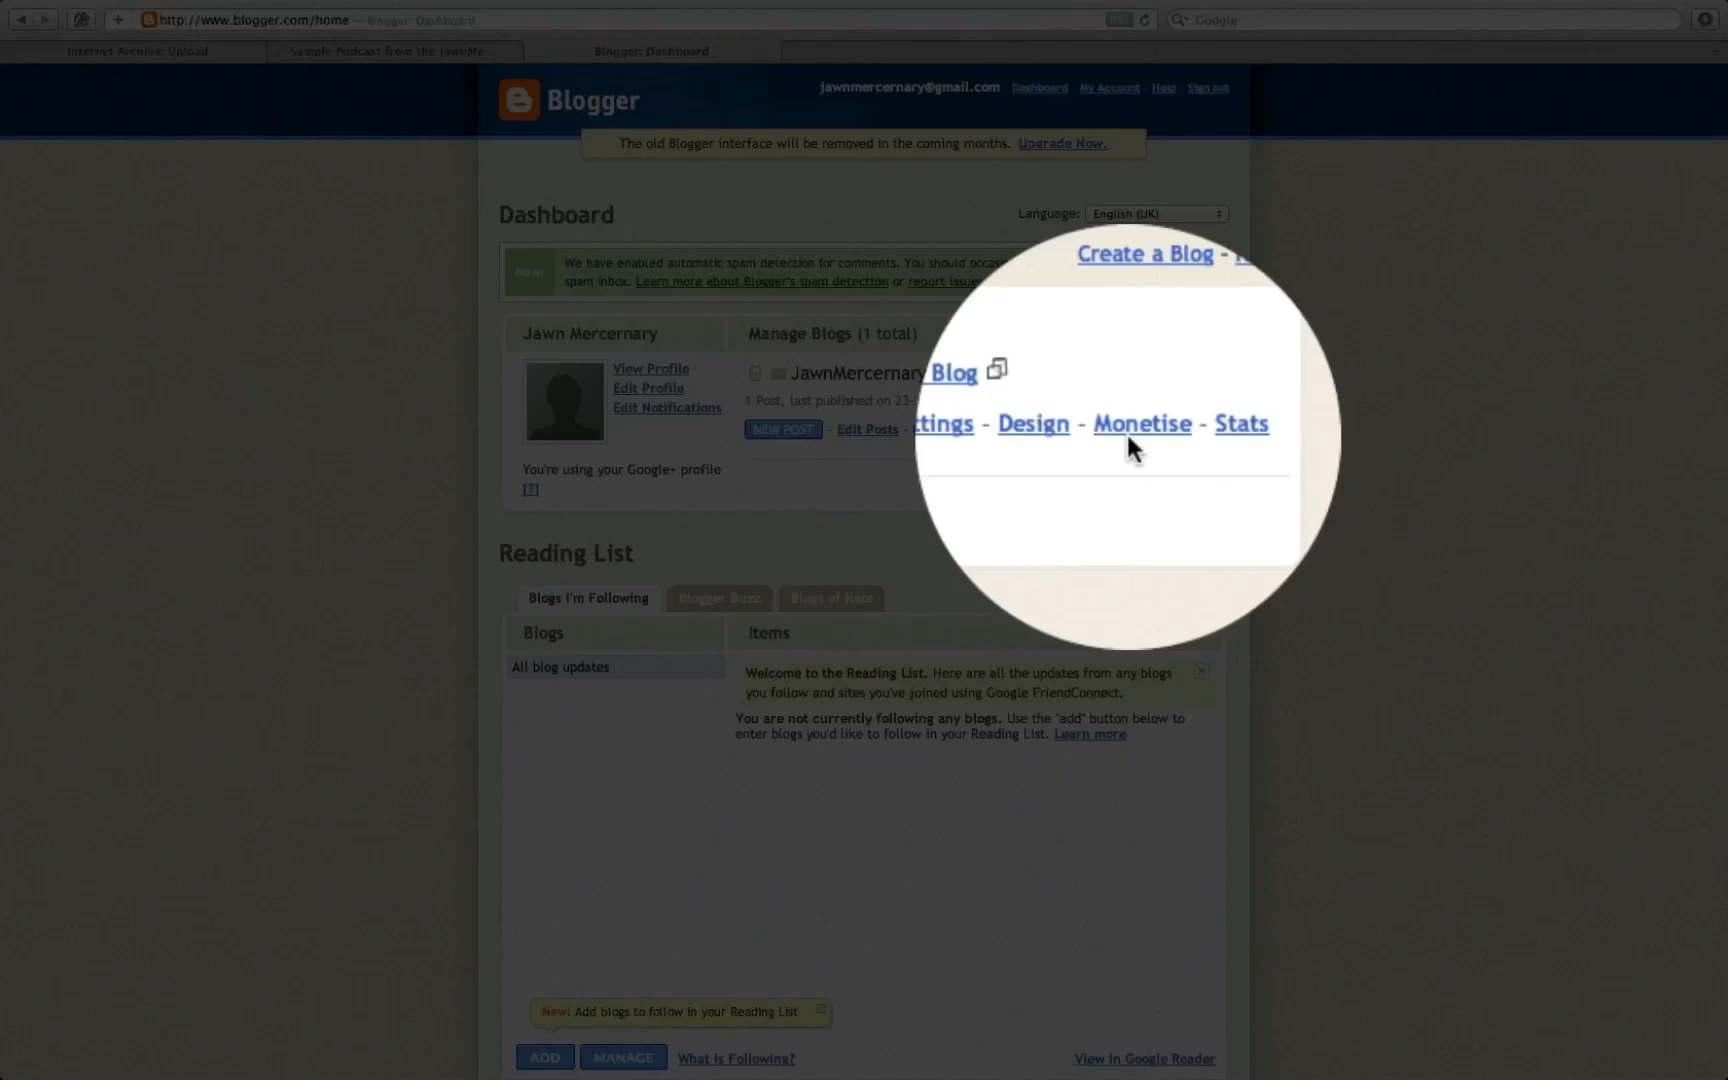 http://www.blogger.com/home — Blogger: Dashboard
RSS
Google
Internet Archive: Upload
Sample Podcast from the JawnMe...
Blogger: Dashboard
Blogger
jawnmercernary@gmail.com Dashboard My Account Help Sign out
The old Blogger interface will be removed in the coming months. Upgrade Now.
Dashboard
Language: English (UK)
Create a Blog -
New! We have enabled automatic spam detection for comments. You should
spam inbox. Learn more about Blogger's spam detection or report
Jawn Mercernary
Manage Blogs (1 total)
View Profile
Edit Profile
Edit Notifications
JawnMercernary Blog
1 Post, last published on 23-
NEW POST - Edit Posts - ttings - Design - Monetise - Stats
You're using your Google+ profile
[?]
Reading List
Blogs I'm Following
Blogger Buzz
Blogs of Note
Blogs
Items
All blog updates
Welcome to the Reading List. Here are all the updates from any blogs
you follow and sites you've joined using Google FriendConnect.
You are not currently following any blogs. Use the "add" button below to
enter blogs you'd like to follow in your Reading List. Learn more
New! Add blogs to follow in your Reading List
ADD MANAGE What is Following?
View in Google Reader